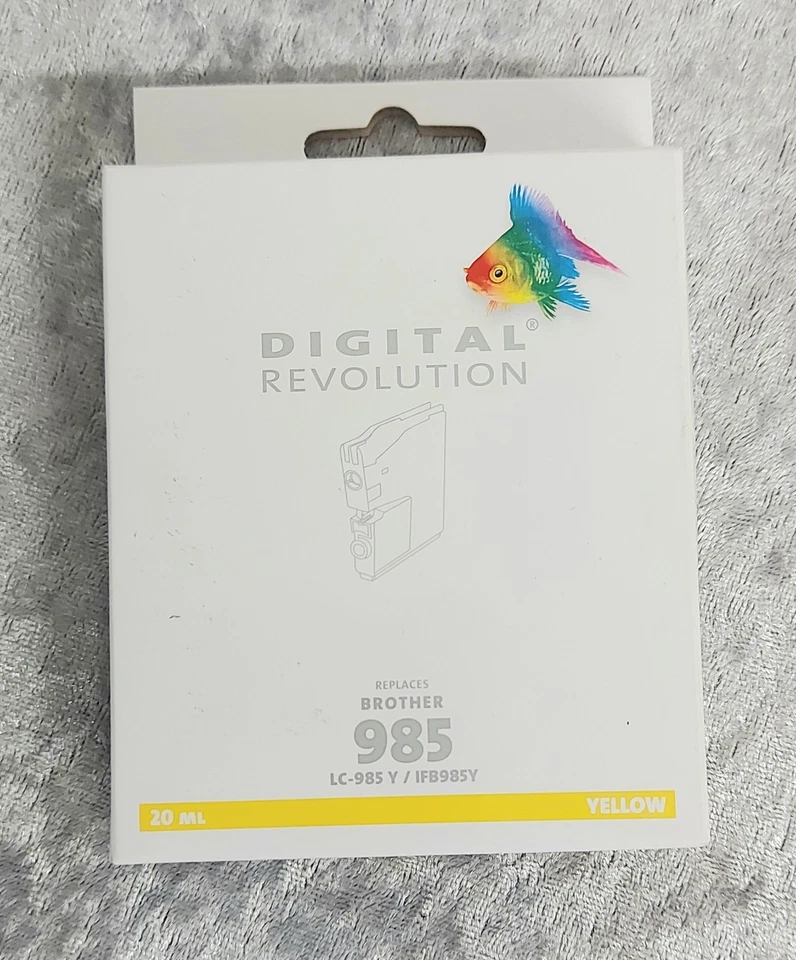 DIGITAL®
REVOLUTION
REPLACES
BROTHER
985
LC-985 Y / IFB985Y
20 ML YELLOW